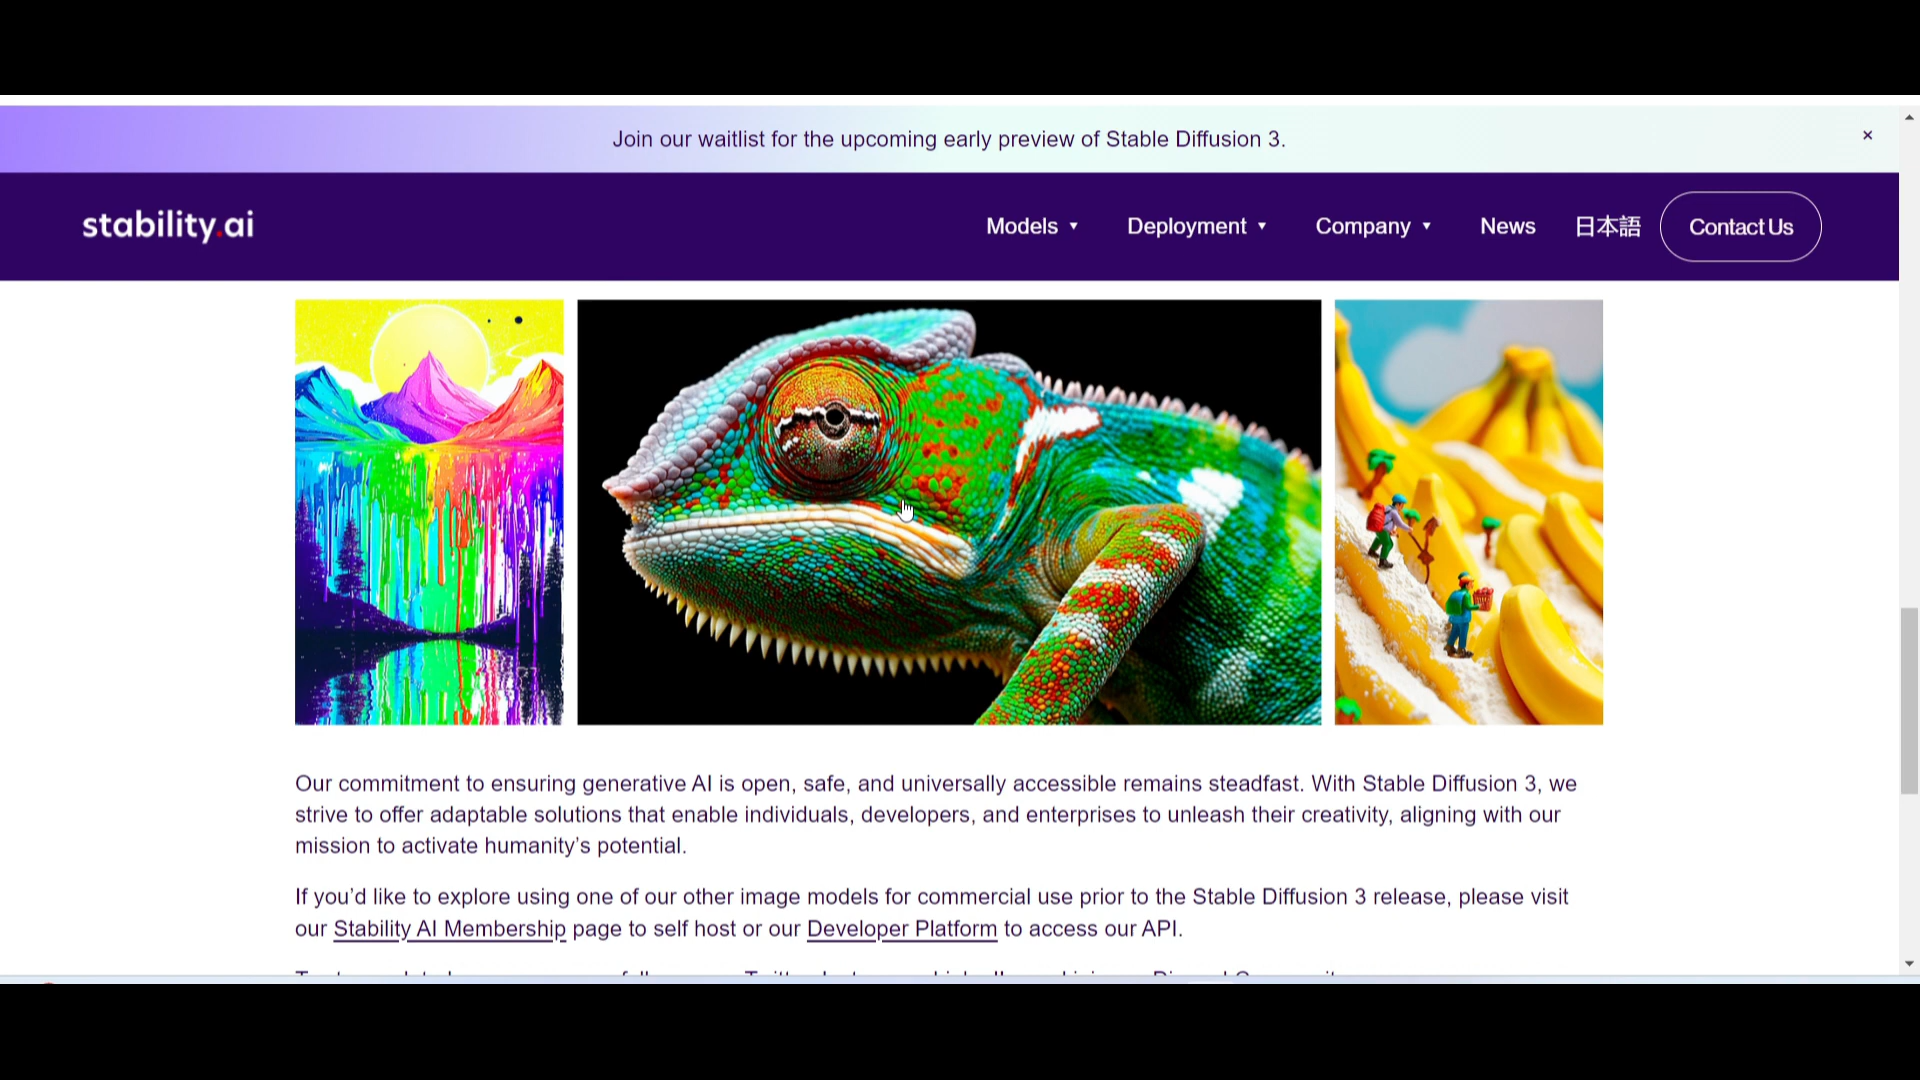 Join our waitlist for the upcoming early preview of Stable Diffusion 3.
×
stability.ai
Models
Deployment
Company
News
日本語
Contact Us
Our commitment to ensuring generative AI is open, safe, and universally accessible remains steadfast. With Stable Diffusion 3, we
strive to offer adaptable solutions that enable individuals, developers, and enterprises to unleash their creativity, aligning with our
mission to activate humanity’s potential.
If you’d like to explore using one of our other image models for commercial use prior to the Stable Diffusion 3 release, please visit
our Stability AI Membership page to self host or our Developer Platform to access our API.